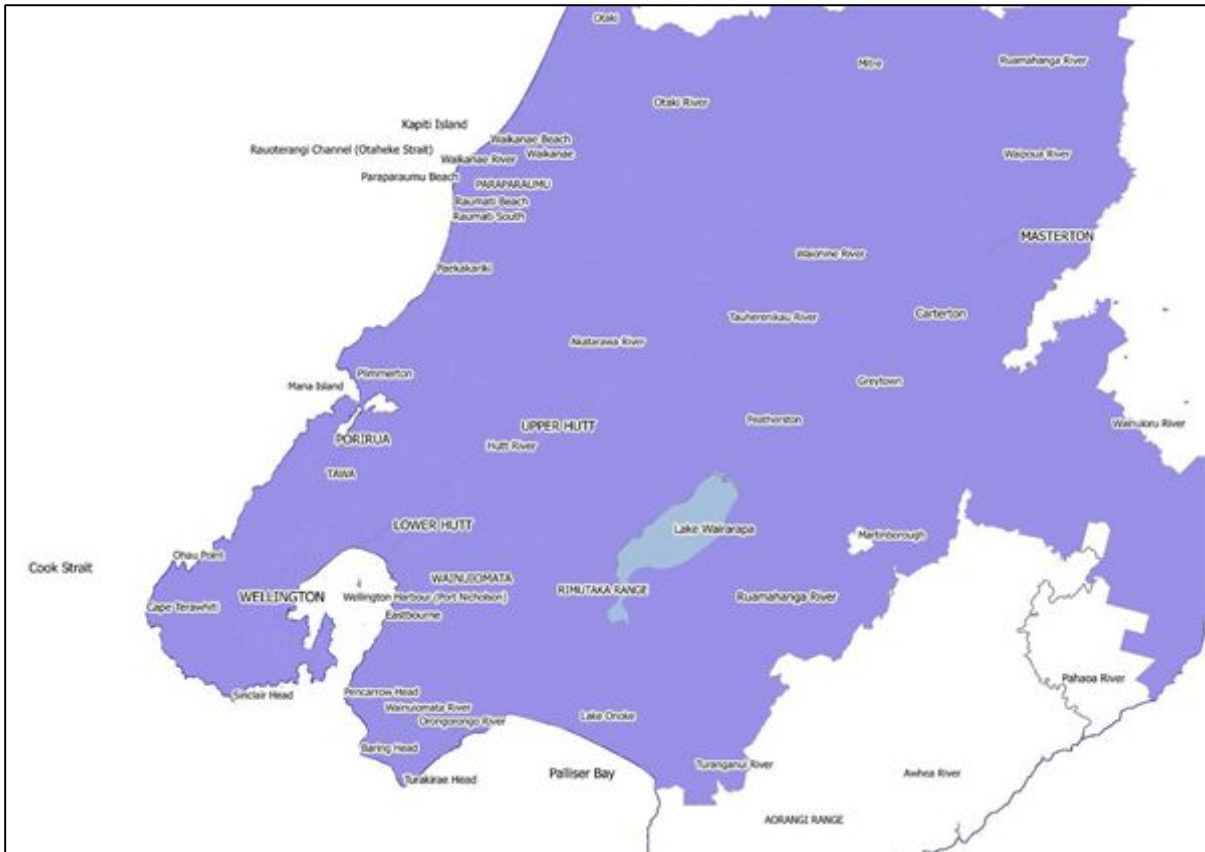 Otaki
Mitre
Ruamahanga River
Otaki River
Kapiti Island
Waikanae Beach
Rauoterangi Channel (Otaheke Strait)
Waikanae River
Waikanae
Waipoua River
Paraparaumu Beach
PARAPARAUMU
Raumati Beach
Raumati South
MASTERTON
Waiohine River
Paekakariki
Tauherenikau River
Carterton
Akatarawa River
Plimmerton
Mana Island
Greytown
Featherston
Wainuioru River
UPPER HUTT
PORIRUA
Hutt River
TAWA
LOWER HUTT
Lake Wairarapa
Martinborough
Ohau Point
Cook Strait
WAINUIOMATA
RIMUTAKA RANGE
WELLINGTON
Wellington Harbour (Port Nicholson)
Ruamahanga River
Cape Terawhiti
Eastbourne
Pahaoa River
Sinclair Head
Pencarrow Head
Wainuiomata River
Orongorongo River
Lake Onoke
Baring Head
Turakirae Head
Palliser Bay
Turanganui River
Awhea River
AORANGI RANGE